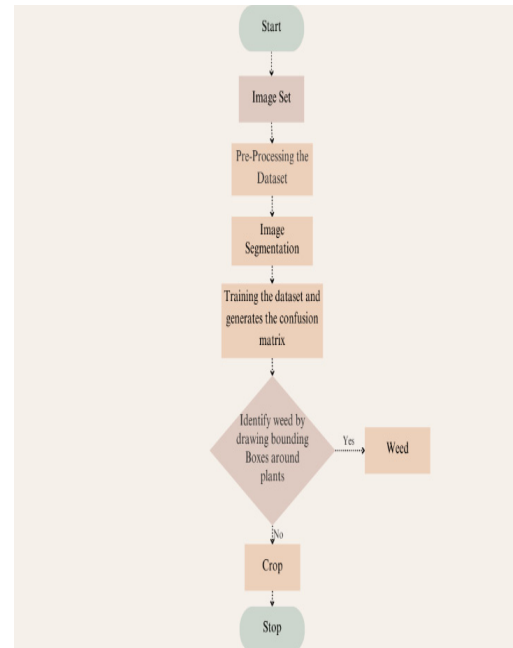 Start
Image Set
Pre-Processing the
Dataset
Image
Segmentation
Training the dataset and
generates the confusion
matrix
Identify weed by
drawing bounding
Boxes around
plants
Yes
Weed
No
Crop
Stop